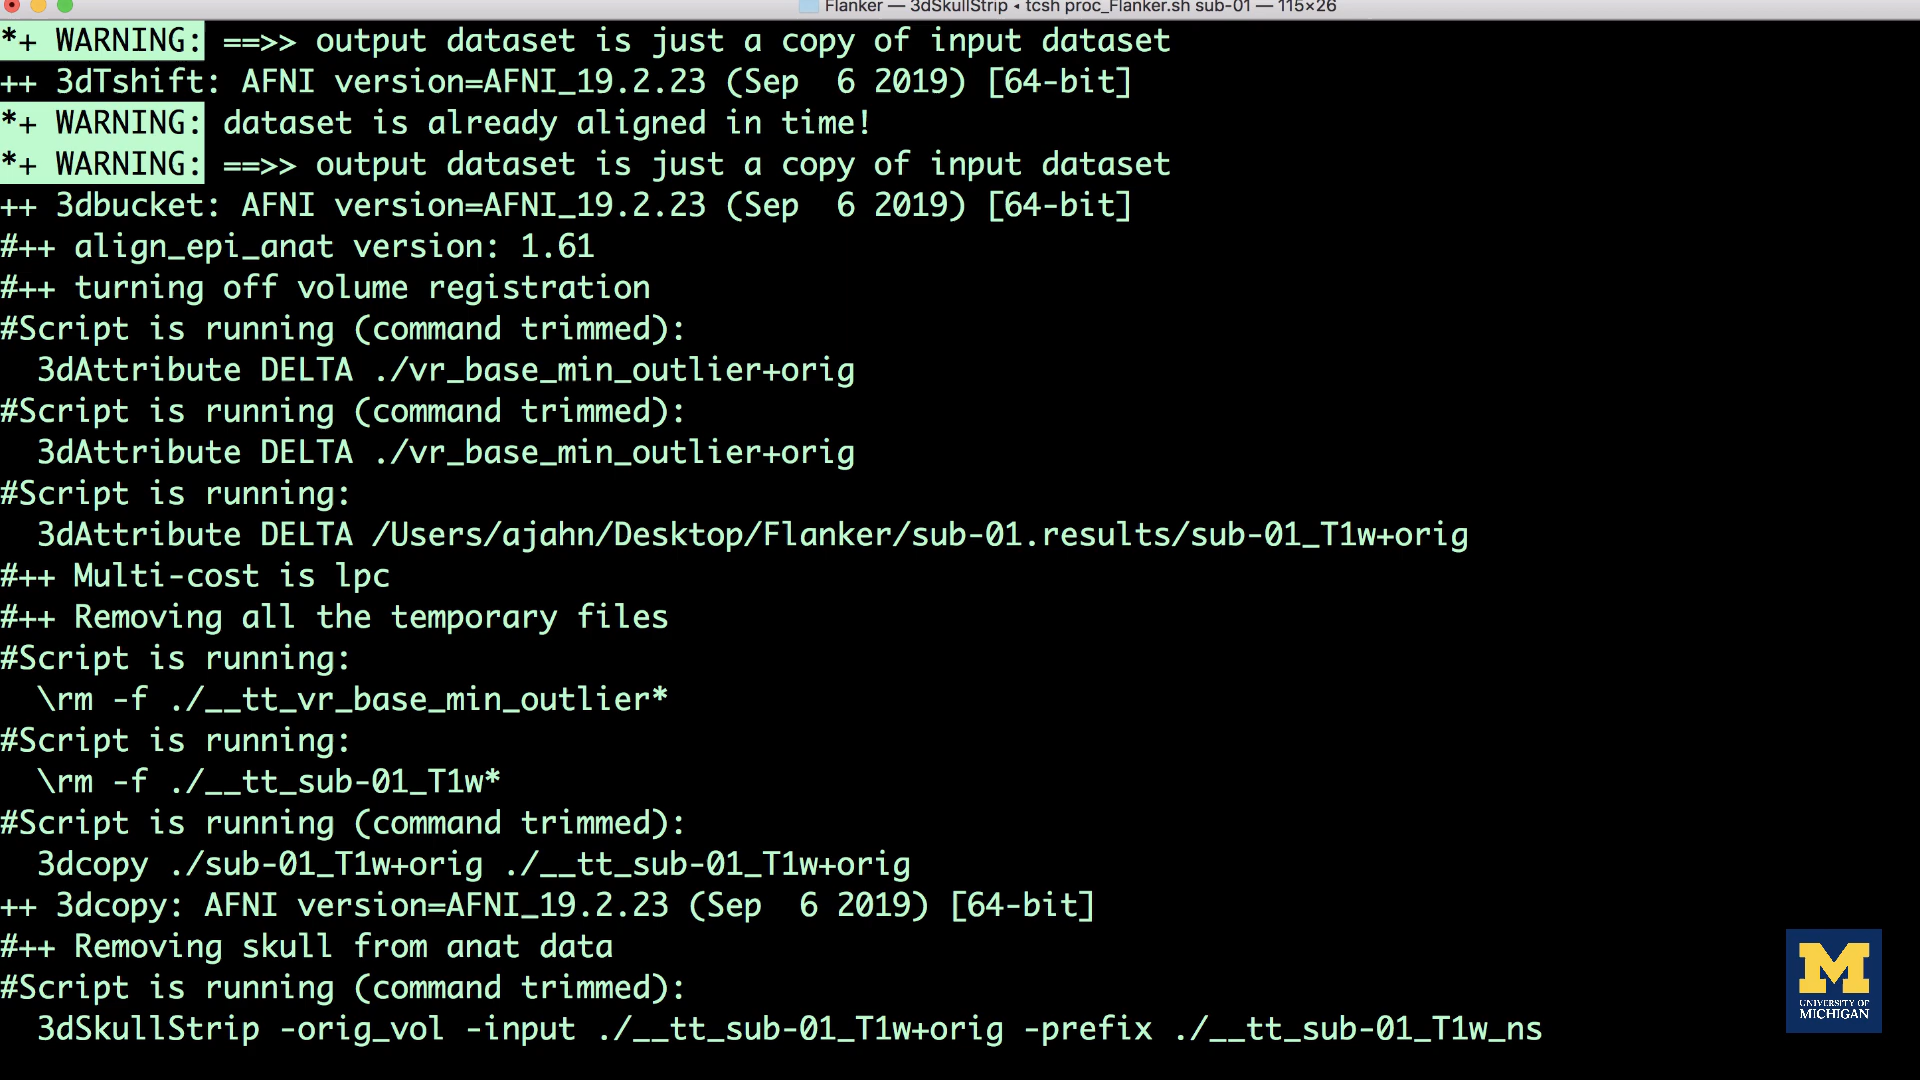 Flanker — 3dSkullStrip ◂ tcsh proc_Flanker.sh sub-01 — 115×26
*+ WARNING: ==>> output dataset is just a copy of input dataset
++ 3dTshift: AFNI version=AFNI_19.2.23 (Sep  6 2019) [64-bit]
*+ WARNING: dataset is already aligned in time!
*+ WARNING: ==>> output dataset is just a copy of input dataset
++ 3dbucket: AFNI version=AFNI_19.2.23 (Sep  6 2019) [64-bit]
#++ align_epi_anat version: 1.61
#++ turning off volume registration
#Script is running (command trimmed):
  3dAttribute DELTA ./vr_base_min_outlier+orig
#Script is running (command trimmed):
  3dAttribute DELTA ./vr_base_min_outlier+orig
#Script is running:
  3dAttribute DELTA /Users/ajahn/Desktop/Flanker/sub-01.results/sub-01_T1w+orig
#++ Multi-cost is lpc
#++ Removing all the temporary files
#Script is running:
  \rm -f ./__tt_vr_base_min_outlier*
#Script is running:
  \rm -f ./__tt_sub-01_T1w*
#Script is running (command trimmed):
  3dcopy ./sub-01_T1w+orig ./__tt_sub-01_T1w+orig
++ 3dcopy: AFNI version=AFNI_19.2.23 (Sep  6 2019) [64-bit]
#++ Removing skull from anat data
#Script is running (command trimmed):
  3dSkullStrip -orig_vol -input ./__tt_sub-01_T1w+orig -prefix ./__tt_sub-01_T1w_ns
M
UNIVERSITY OF
MICHIGAN